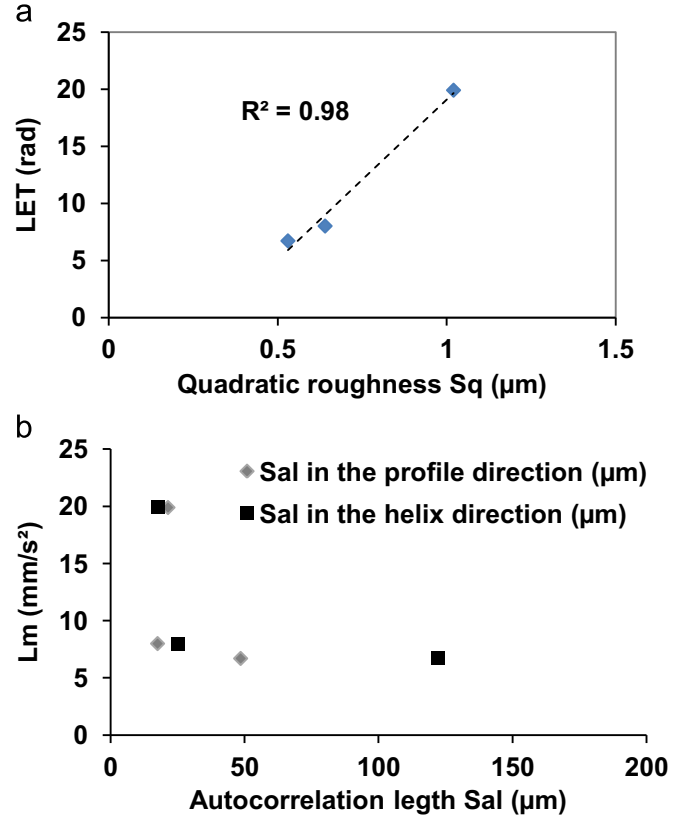 a
25
20
15
10
5
0
LET (rad)
R² = 0.98
0 0.5 1 1.5
Quadratic roughness Sq (µm)
b
25
20
15
10
5
0
Lm (mm/s²)
Sal in the profile direction (µm)
Sal in the helix direction (µm)
0 50 100 150 200
Autocorrelation legth Sal (µm)